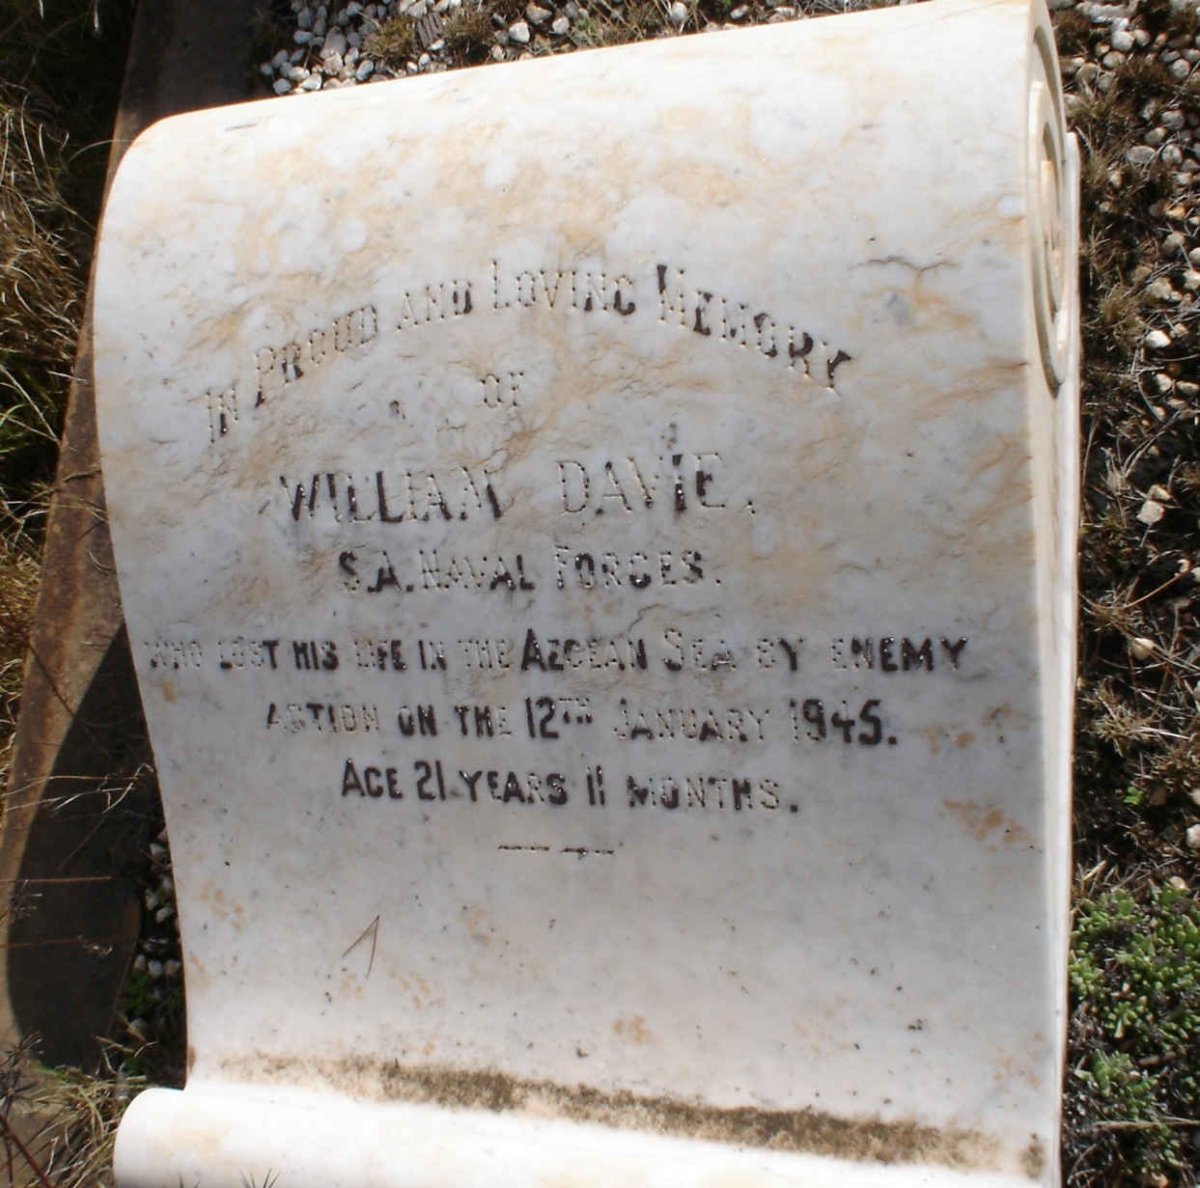 IN PROUD AND LOVING MEMORY
OF
WILLIAM DAVIE.
S.A. NAVAL FORCES.
WHO LOST HIS LIFE IN THE AEGEAN SEA BY ENEMY
ACTION ON THE 12TH JANUARY 1945.
AGE 21 YEARS 11 MONTHS.